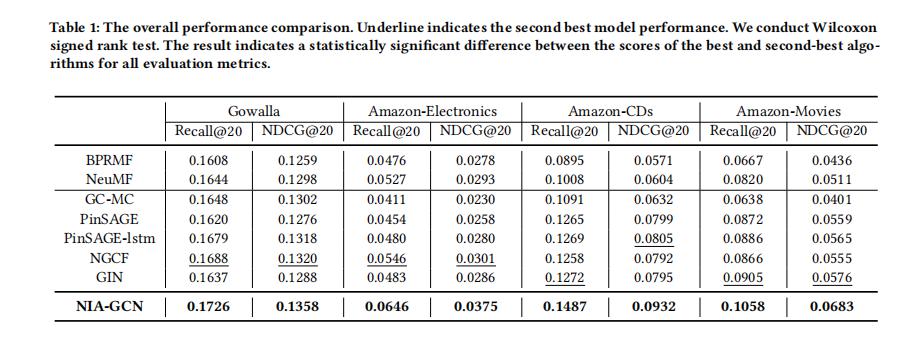 Table 1: The overall performance comparison. Underline indicates the second best model performance. We conduct Wilcoxon
signed rank test. The result indicates a statistically significant difference between the scores of the best and second-best algo-
rithms for all evaluation metrics.
Gowalla Amazon-Electronics Amazon-CDs Amazon-Movies
Recall@20 NDCG@20 Recall@20 NDCG@20 Recall@20 NDCG@20 Recall@20 NDCG@20
BPRMF 0.1608 0.1259 0.0476 0.0278 0.0895 0.0571 0.0667 0.0436
NeuMF 0.1644 0.1298 0.0527 0.0293 0.1008 0.0604 0.0820 0.0511
GC-MC 0.1648 0.1302 0.0411 0.0230 0.1091 0.0632 0.0638 0.0401
PinSAGE 0.1620 0.1276 0.0454 0.0258 0.1265 0.0799 0.0872 0.0559
PinSAGE-lstm 0.1679 0.1318 0.0480 0.0280 0.1269 0.0805 0.0886 0.0565
NGCF 0.1688 0.1320 0.0546 0.0301 0.1258 0.0792 0.0866 0.0555
GIN 0.1637 0.1288 0.0483 0.0286 0.1272 0.0795 0.0905 0.0576
NIA-GCN 0.1726 0.1358 0.0646 0.0375 0.1487 0.0932 0.1058 0.0683